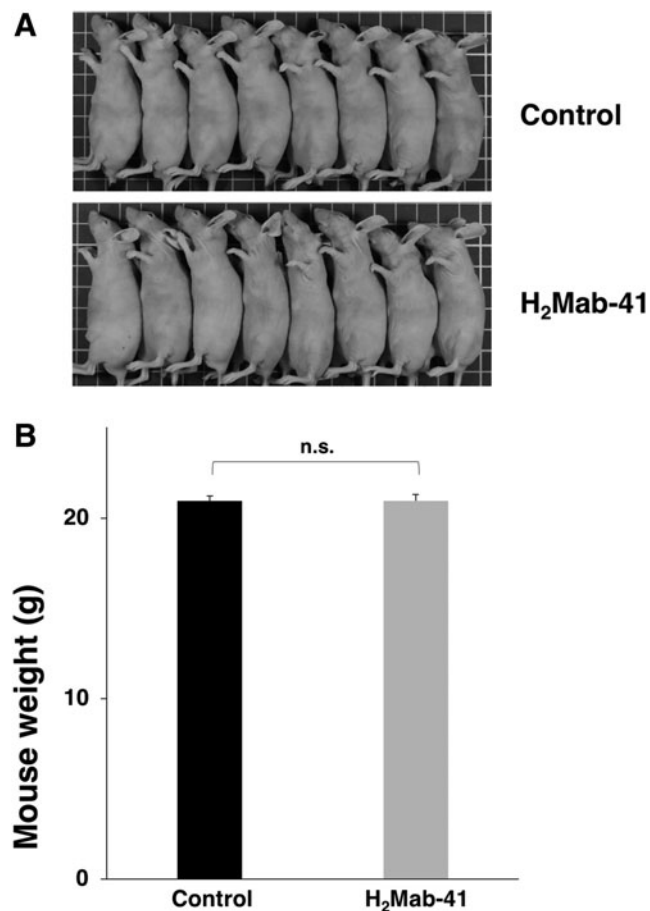 A
Control
H₂Mab-41
B
n.s.
20
10
0
Mouse weight (g)
Control H₂Mab-41